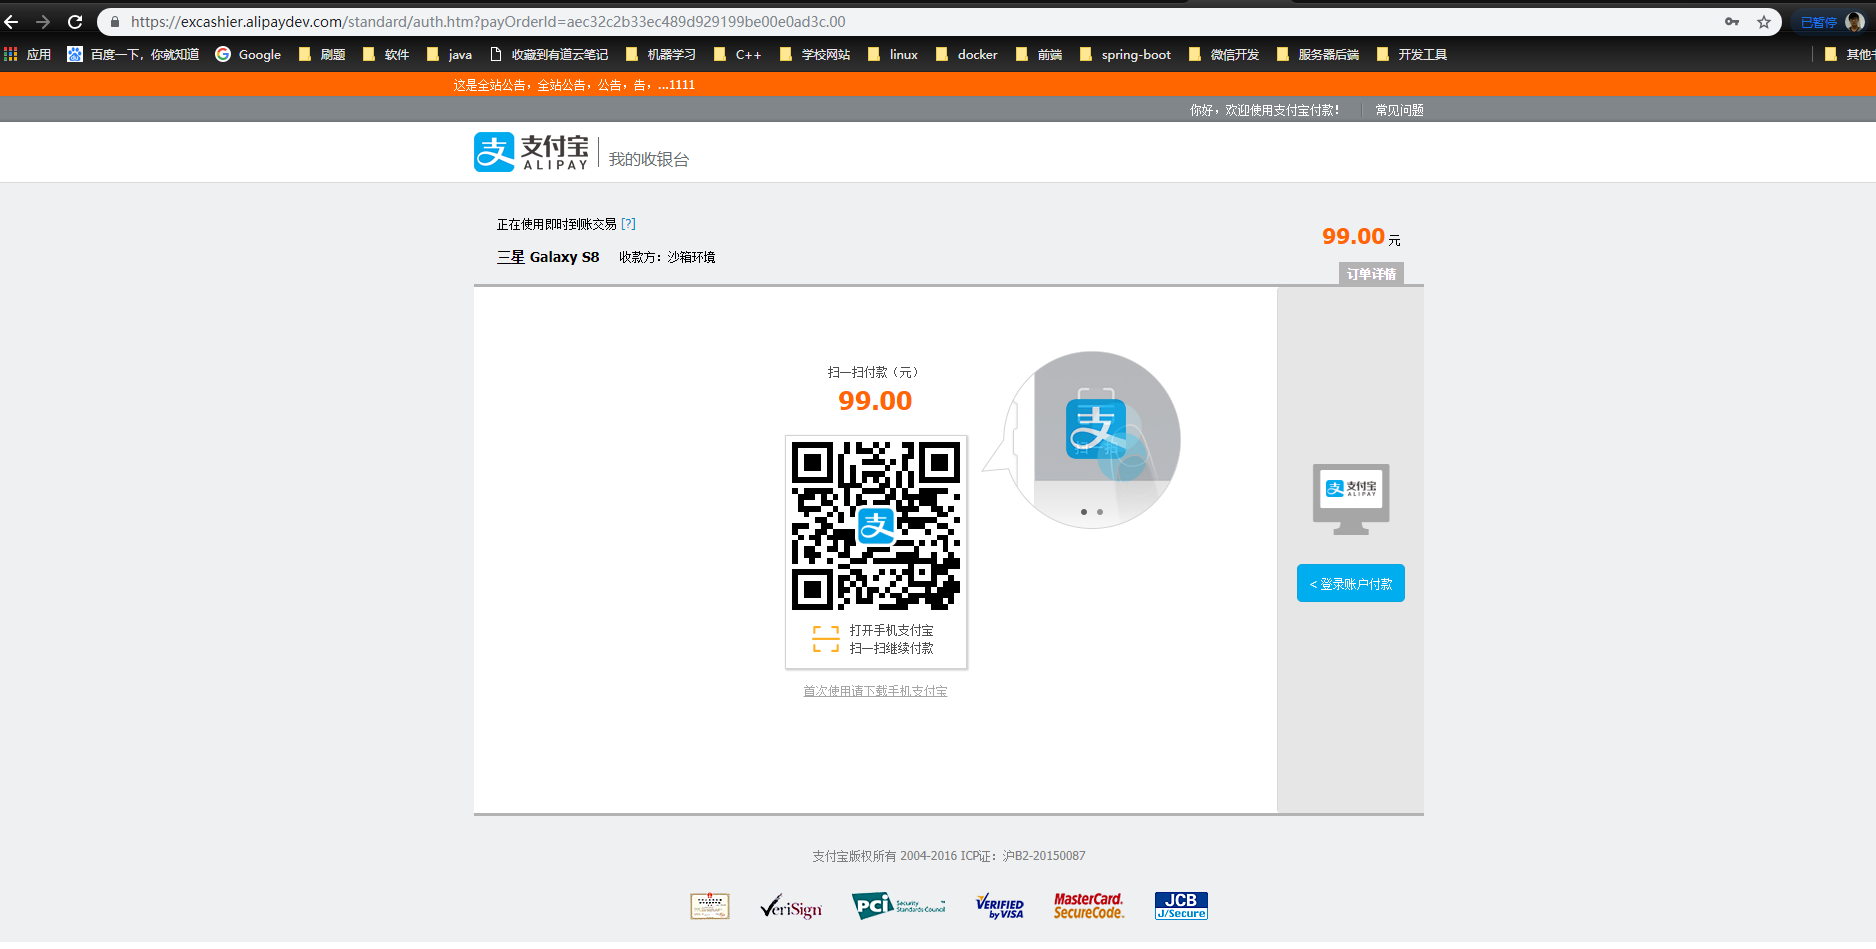 https://excashier.alipaydev.com/standard/auth.htm?payOrderId=aec32c2b33ec489d929199be00e0ad3c.00
已暂停
应用 百度一下，你就知道 Google 刷题 软件 java 收藏到有道云笔记 机器学习 C++ 学校网站 linux docker 前端 spring-boot 微信开发 服务器后端 开发工具 其他
这是全站公告，全站公告，公告，告，...1111
你好，欢迎使用支付宝付款！ 常见问题
支付宝 ALIPAY 我的收银台
正在使用即时到账交易 [?]
99.00 元
三星 Galaxy S8 收款方：沙箱环境
订单详情
扫一扫付款（元）
99.00
支
扫一扫
支
支付宝
ALIPAY
< 登录账户付款
打开手机支付宝
扫一扫继续付款
首次使用请下载手机支付宝
支付宝版权所有 2004-2016 ICP证：沪B2-20150087
VeriSign
PCI Security Standards Council
VERIFIED by VISA
MasterCard. SecureCode.
JCB J/Secure